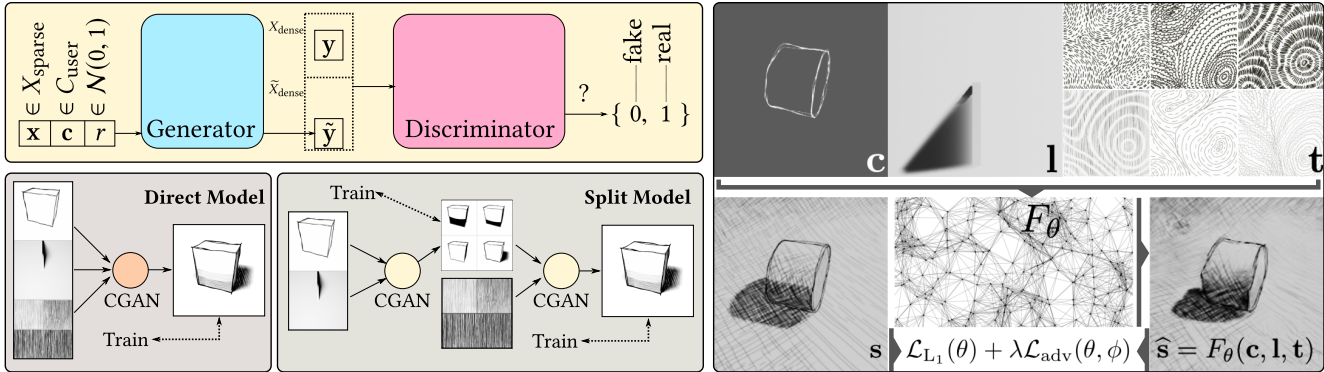 ∈ X_sparse
∈ C_user
∈ 𝒩(0, 1)
x c r
Generator
X_dense
y
X̃_dense
ỹ
Discriminator
?
fake
real
{ 0, 1 }
Direct Model
CGAN
Train
Split Model
Train
CGAN
CGAN
Train
c
l
t
F_θ
s
ℒ_L₁(θ) + λℒ_adv(θ, ϕ)
ŝ = F_θ(c, l, t)